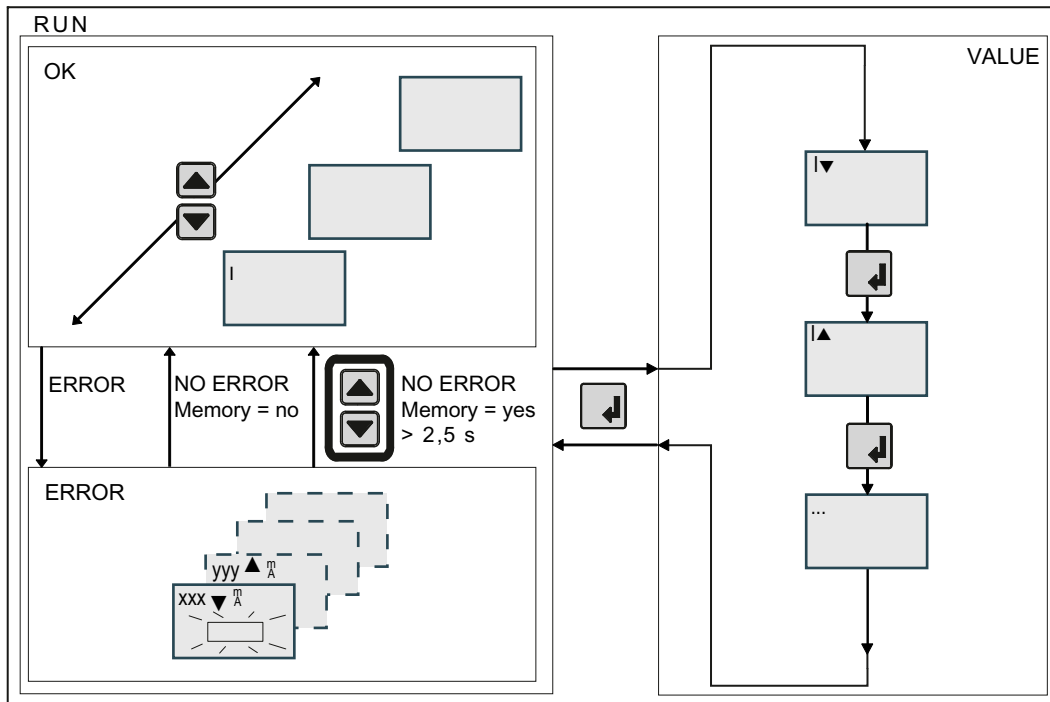 RUN
OK
VALUE
I▼
I
I▲
ERROR
NO ERROR
Memory = no
NO ERROR
Memory = yes
> 2,5 s
...
ERROR
yyy ▲ m
A
xxx ▼ m
A